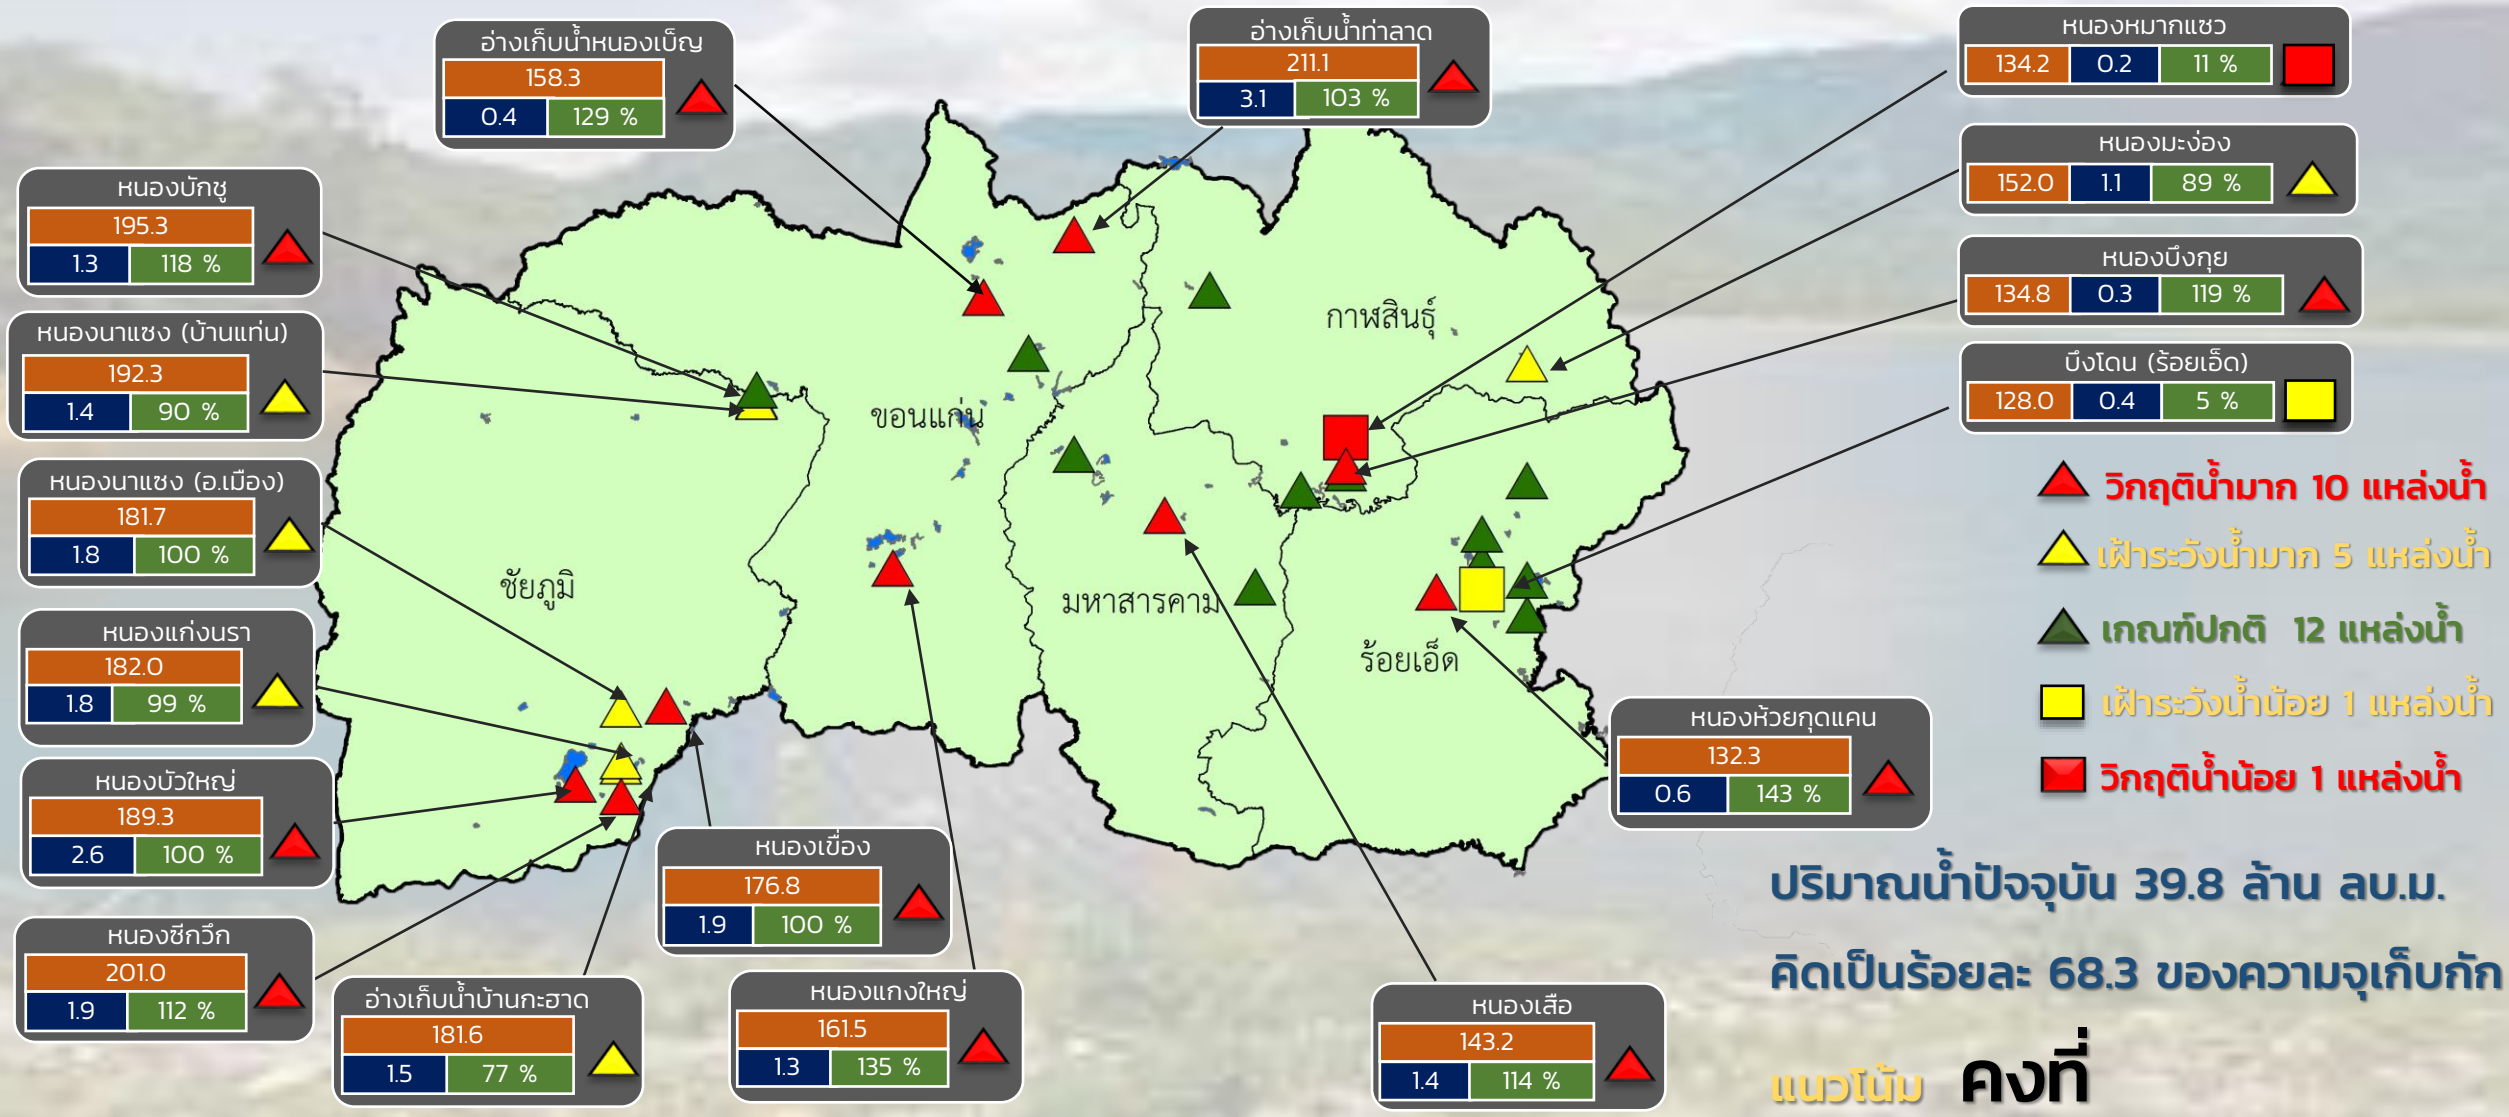 อ่างเก็บน้ำหนองเบ็ญ
158.3
0.4 129 %
อ่างเก็บน้ำท่าลาด
211.1
3.1 103 %
หนองหมากแซว
134.2 0.2 11 %
หนองมะง่อง
152.0 1.1 89 %
หนองบึงกุย
134.8 0.3 119 %
บึงโดน (ร้อยเอ็ด)
128.0 0.4 5 %
หนองบักชู
195.3
1.3 118 %
หนองนาแซง (บ้านแท่น)
192.3
1.4 90 %
หนองนาแซง (อ.เมือง)
181.7
1.8 100 %
หนองแก่งนรา
182.0
1.8 99 %
หนองบัวใหญ่
189.3
2.6 100 %
หนองซีกวึก
201.0
1.9 112 %
อ่างเก็บน้ำบ้านกะฮาด
181.6
1.5 77 %
หนองเขื่อง
176.8
1.9 100 %
หนองแกงใหญ่
161.5
1.3 135 %
หนองเสือ
143.2
1.4 114 %
หนองห้วยกุดแคน
132.3
0.6 143 %
กาฬสินธุ์
ขอนแก่น
ชัยภูมิ
มหาสารคาม
ร้อยเอ็ด
วิกฤติน้ำมาก 10 แหล่งน้ำ
เฝ้าระวังน้ำมาก 5 แหล่งน้ำ
เกณฑ์ปกติ 12 แหล่งน้ำ
เฝ้าระวังน้ำน้อย 1 แหล่งน้ำ
วิกฤติน้ำน้อย 1 แหล่งน้ำ
ปริมาณน้ำปัจจุบัน 39.8 ล้าน ลบ.ม.
คิดเป็นร้อยละ 68.3 ของความจุเก็บกัก
แนวโน้ม คงที่